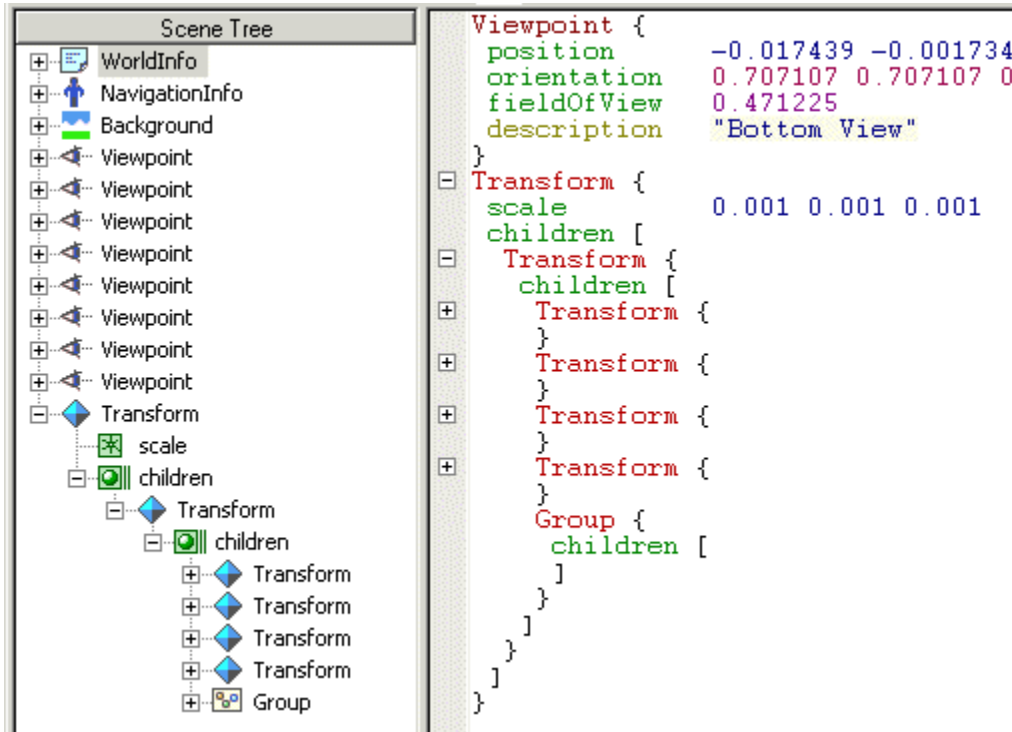 Scene Tree
WorldInfo
NavigationInfo
Background
Viewpoint
Viewpoint
Viewpoint
Viewpoint
Viewpoint
Viewpoint
Viewpoint
Viewpoint
Transform
scale
children
Transform
children
Transform
Transform
Transform
Transform
Group
Viewpoint {
position -0.017439 -0.001734
orientation 0.707107 0.707107 0
fieldOfView 0.471225
description "Bottom View"
}
Transform {
scale 0.001 0.001 0.001
children [
Transform {
children [
Transform {
}
Transform {
}
Transform {
}
Transform {
}
Group {
children [
]
}
]
}
]
}